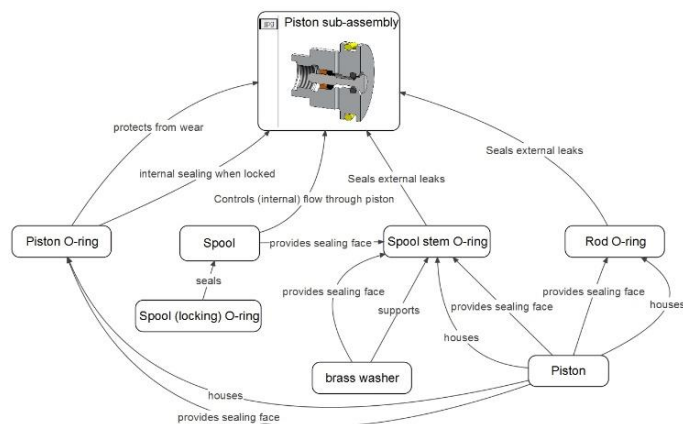 jpg
Piston sub-assembly
protects from wear
internal sealing when locked
Seals external leaks
Seals external leaks
Controls (internal) flow through piston
Piston O-ring
Spool
provides sealing face
Spool stem O-ring
Rod O-ring
seals
provides sealing face
provides sealing face
provides sealing face
houses
supports
Spool (locking) O-ring
houses
brass washer
Piston
houses
provides sealing face